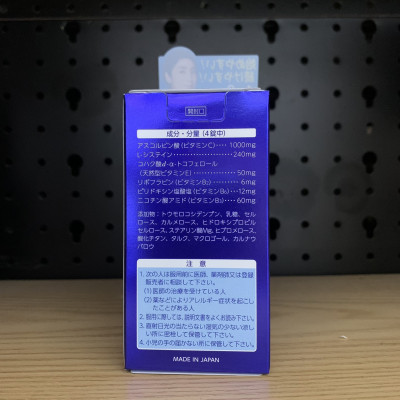 開封口
成分・分量(4錠中)
アスコルビン酸(ビタミンC)‥‥1000mg
L-システイン‥‥‥‥‥‥240mg
コハク酸d-α-トコフェロール
(天然型ビタミンE)‥‥‥‥50mg
リボフラビン(ビタミンB2)‥‥‥6mg
ピリドキシン塩酸塩(ビタミンB6)‥‥12mg
ニコチン酸アミド(ビタミンB3)‥‥60mg
添加物:トウモロコシデンプン、乳糖、セル
ロース、カルメロース、ヒドロキシプロピル
セルロース、ステアリン酸Mg、ヒプロメロース、
酸化チタン、タルク、マクロゴール、カルナウ
バロウ
注 意
1. 次の人は服用前に医師、薬剤師又は登録
販売者に相談して下さい。
(1)医師の治療を受けている人
(2)薬などによりアレルギー症状を起こし
たことがある人
2. 服用に際しては、説明文書をよくお読み下さい。
3. 直射日光の当たらない湿気の少ない涼し
い所に密栓して保管して下さい。
4. 小児の手の届かない所に保管して下さい。
MADE IN JAPAN